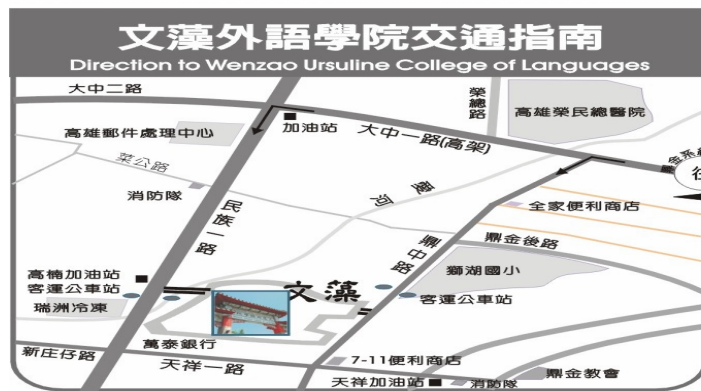 文藻外語學院交通指南
Direction to Wenzao Ursuline College of Languages
大中二路
榮總路
高雄榮民總醫院
加油站
高雄郵件處理中心
大中一路(高架)
菜公路
愛河
消防隊
民族一路
全家便利商店
鼎中路
鼎金後路
獅湖國小
高楠加油站
客運公車站
文藻
客運公車站
瑞洲冷凍
萬泰銀行
新庄仔路
天祥一路
7-11便利商店
天祥加油站
消防隊
鼎金教會